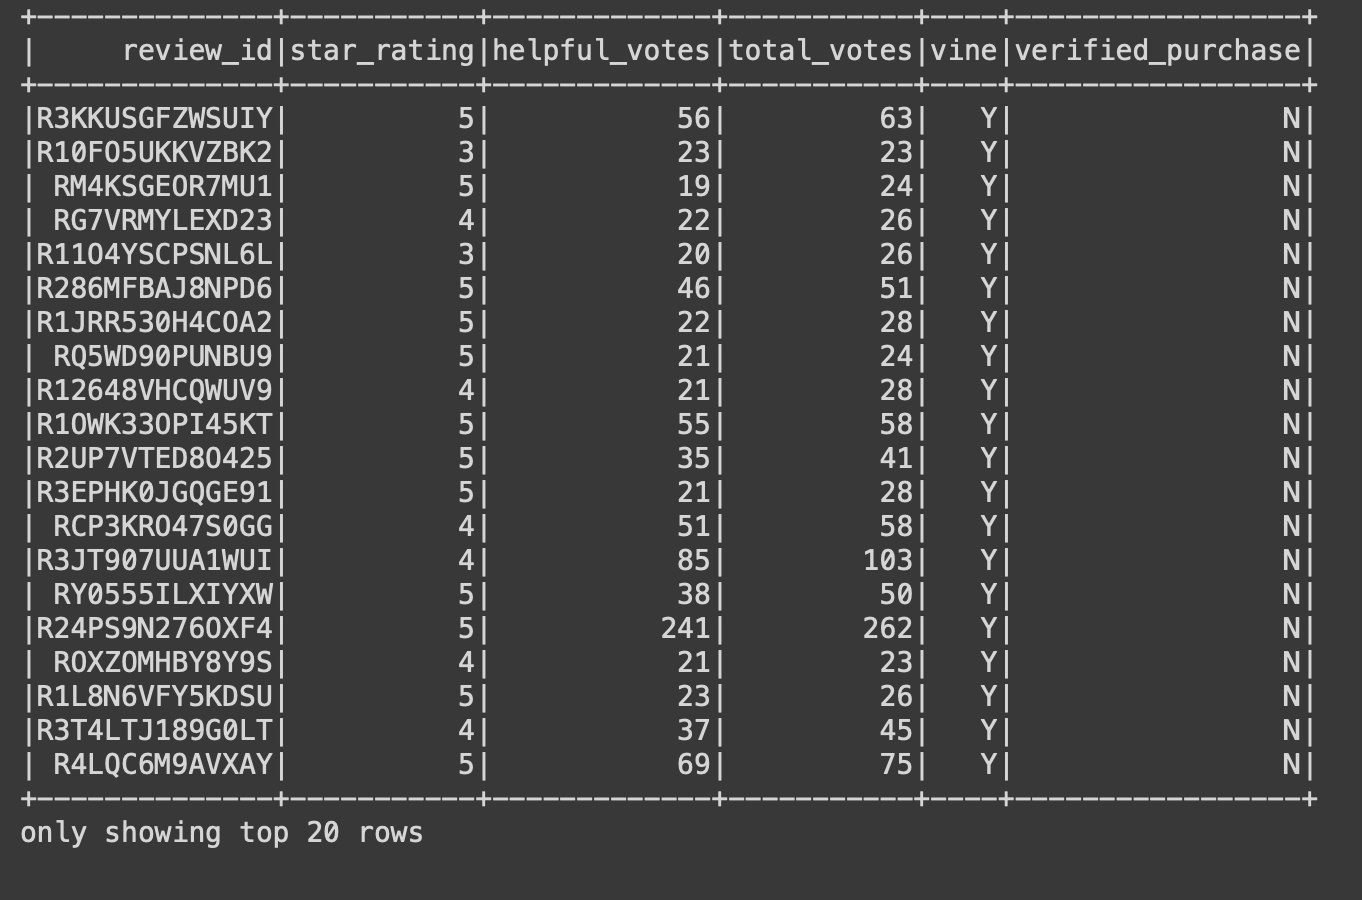 +--------------+-----------+-------------+-----------+----+-----------------+
|     review_id|star_rating|helpful_votes|total_votes|vine|verified_purchase|
+--------------+-----------+-------------+-----------+----+-----------------+
|R3KKUSGFZWSUIY|          5|           56|         63|   Y|                N|
|R10FO5UKKVZBK2|          3|           23|         23|   Y|                N|
| RM4KSGEOR7MU1|          5|           19|         24|   Y|                N|
| RG7VRMYLEXD23|          4|           22|         26|   Y|                N|
|R11O4YSCPSNL6L|          3|           20|         26|   Y|                N|
|R286MFBAJ8NPD6|          5|           46|         51|   Y|                N|
|R1JRR530H4COA2|          5|           22|         28|   Y|                N|
| RQ5WD90PUNBU9|          5|           21|         24|   Y|                N|
|R12648VHCQWUV9|          4|           21|         28|   Y|                N|
|R1OWK33OPI45KT|          5|           55|         58|   Y|                N|
|R2UP7VTED8O425|          5|           35|         41|   Y|                N|
|R3EPHK0JGQGE91|          5|           21|         28|   Y|                N|
| RCP3KRO47S0GG|          4|           51|         58|   Y|                N|
|R3JT907UUA1WUI|          4|           85|        103|   Y|                N|
| RY0555ILXIYXW|          5|           38|         50|   Y|                N|
|R24PS9N276OXF4|          5|          241|        262|   Y|                N|
| ROXZOMHBY8Y9S|          4|           21|         23|   Y|                N|
|R1L8N6VFY5KDSU|          5|           23|         26|   Y|                N|
|R3T4LTJ189G0LT|          4|           37|         45|   Y|                N|
| R4LQC6M9AVXAY|          5|           69|         75|   Y|                N|
+--------------+-----------+-------------+-----------+----+-----------------+
only showing top 20 rows